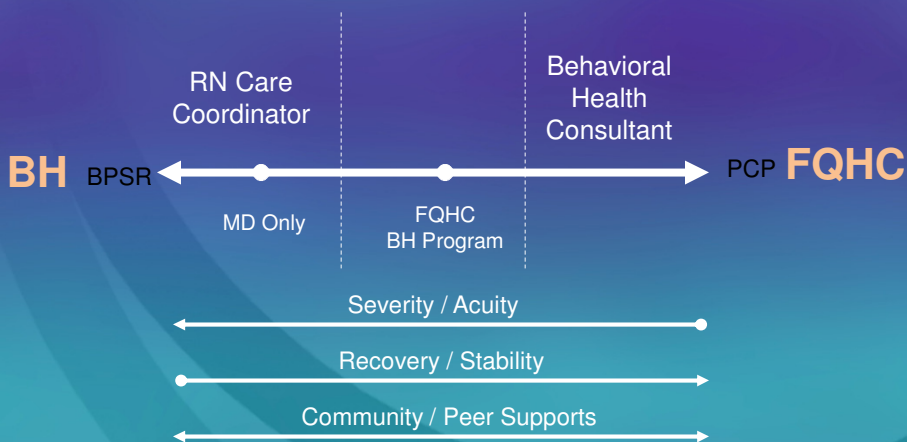 RN Care
Coordinator
Behavioral
Health
Consultant
BH BPSR
PCP FQHC
MD Only
FQHC
BH Program
Severity / Acuity
Recovery / Stability
Community / Peer Supports